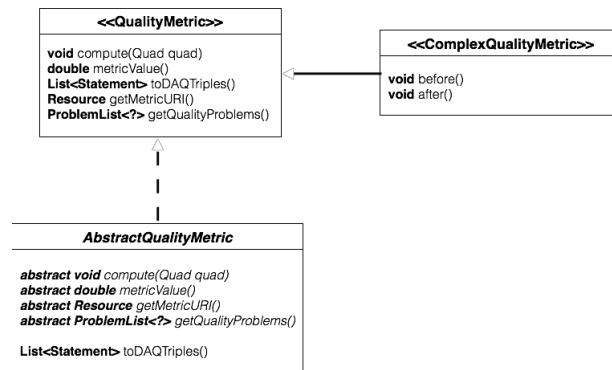 <<QualityMetric>>
void compute(Quad quad)
double metricValue()
List<Statement> toDAQTriples()
Resource getMetricURI()
ProblemList<?> getQualityProblems()
<<ComplexQualityMetric>>
void before()
void after()
AbstractQualityMetric
abstract void compute(Quad quad)
abstract double metricValue()
abstract Resource getMetricURI()
abstract ProblemList<?> getQualityProblems()
List<Statement> toDAQTriples()